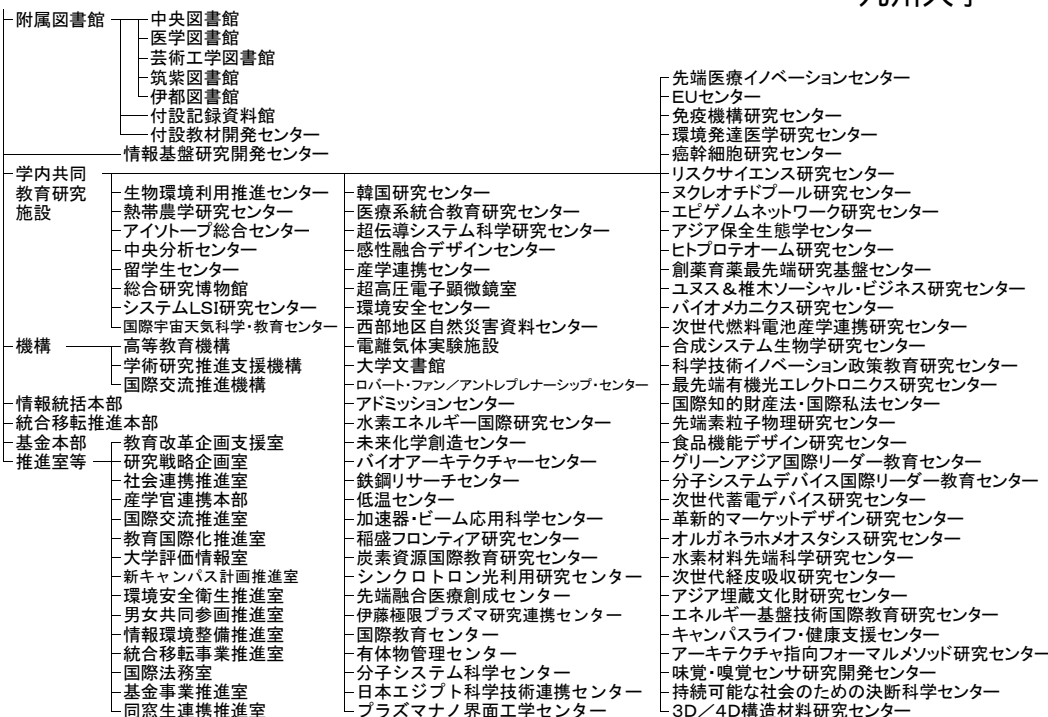 附属図書館
中央図書館
医学図書館
芸術工学図書館
筑紫図書館
伊都図書館
付設記録資料館
付設教材開発センター
情報基盤研究開発センター
学内共同
教育研究
施設
生物環境利用推進センター
熱帯農学研究センター
アイソトープ総合センター
中央分析センター
留学生センター
総合研究博物館
システムLSI研究センター
国際宇宙天気科学・教育センター
韓国研究センター
医療系統合教育研究センター
超伝導システム科学研究センター
感性融合デザインセンター
産学連携センター
超高圧電子顕微鏡室
環境安全センター
西部地区自然災害資料センター
電離気体実験施設
大学文書館
ロバート・ファン/アントレプレナーシップ・センター
アドミッションセンター
水素エネルギー国際研究センター
未来化学創造センター
バイオアーキテクチャーセンター
鉄鋼リサーチセンター
低温センター
加速器・ビーム応用科学センター
稲盛フロンティア研究センター
炭素資源国際教育研究センター
シンクロトロン光利用研究センター
先端融合医療創成センター
伊藤極限プラズマ研究連携センター
国際教育センター
有体物管理センター
分子システム科学センター
日本エジプト科学技術連携センター
プラズマナノ界面工学センター
先端医療イノベーションセンター
EUセンター
免疫機構研究センター
環境発達医学研究センター
癌幹細胞研究センター
リスクサイエンス研究センター
ヌクレオチドプール研究センター
エピゲノムネットワーク研究センター
アジア保全生態学センター
ヒトプロテオーム研究センター
創薬育薬最先端研究基盤センター
ユヌス&椎木ソーシャル・ビジネス研究センター
バイオメカニクス研究センター
次世代燃料電池産学連携研究センター
合成システム生物学研究センター
科学技術イノベーション政策教育研究センター
最先端有機光エレクトロニクス研究センター
国際知的財産法・国際私法センター
先端素粒子物理研究センター
食品機能デザイン研究センター
グリーンアジア国際リーダー教育センター
分子システムデバイス国際リーダー教育センター
次世代蓄電デバイス研究センター
革新的マーケットデザイン研究センター
オルガネラホメオスタシス研究センター
水素材料先端科学研究センター
次世代経皮吸収研究センター
アジア埋蔵文化財研究センター
エネルギー基盤技術国際教育研究センター
キャンパスライフ・健康支援センター
アーキテクチャ指向フォーマルメソッド研究センター
味覚・嗅覚センサ研究開発センター
持続可能な社会のための決断科学センター
3D/4D構造材料研究センター
機構
高等教育機構
学術研究推進支援機構
国際交流推進機構
情報統括本部
統合移転推進本部
基金本部
推進室等
教育改革企画支援室
研究戦略企画室
社会連携推進室
産学官連携本部
国際交流推進室
教育国際化推進室
大学評価情報室
新キャンパス計画推進室
環境安全衛生推進室
男女共同参画推進室
情報環境整備推進室
統合移転事業推進室
国際法務室
基金事業推進室
同窓生連携推進室